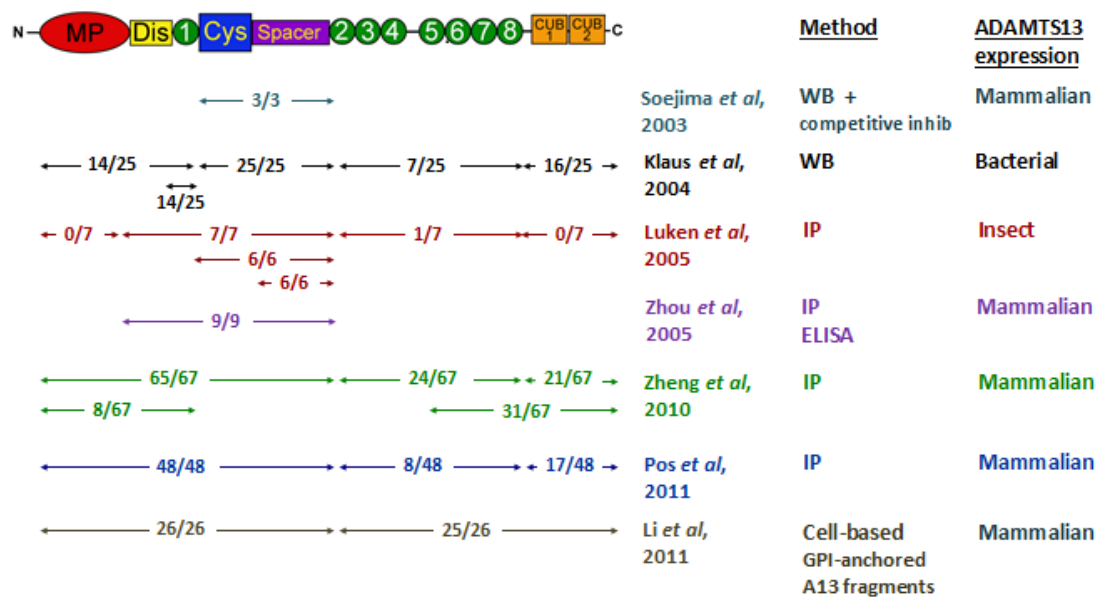 N MP Dis 1 Cys Spacer 2 3 4 5 6 7 8 CUB 1 CUB 2 C
Method ADAMTS13
expression
3/3 Soejima et al, WB + Mammalian
2003 competitive inhib
14/25 25/25 7/25 16/25 Klaus et al, WB Bacterial
14/25 2004
0/7 7/7 1/7 0/7 Luken et al, IP Insect
6/6 2005
6/6
9/9 Zhou et al, IP Mammalian
2005 ELISA
65/67 24/67 21/67 Zheng et al, IP Mammalian
8/67 31/67 2010
48/48 8/48 17/48 Pos et al, IP Mammalian
2011
26/26 25/26 Li et al, Cell-based Mammalian
2011 GPI-anchored
A13 fragments